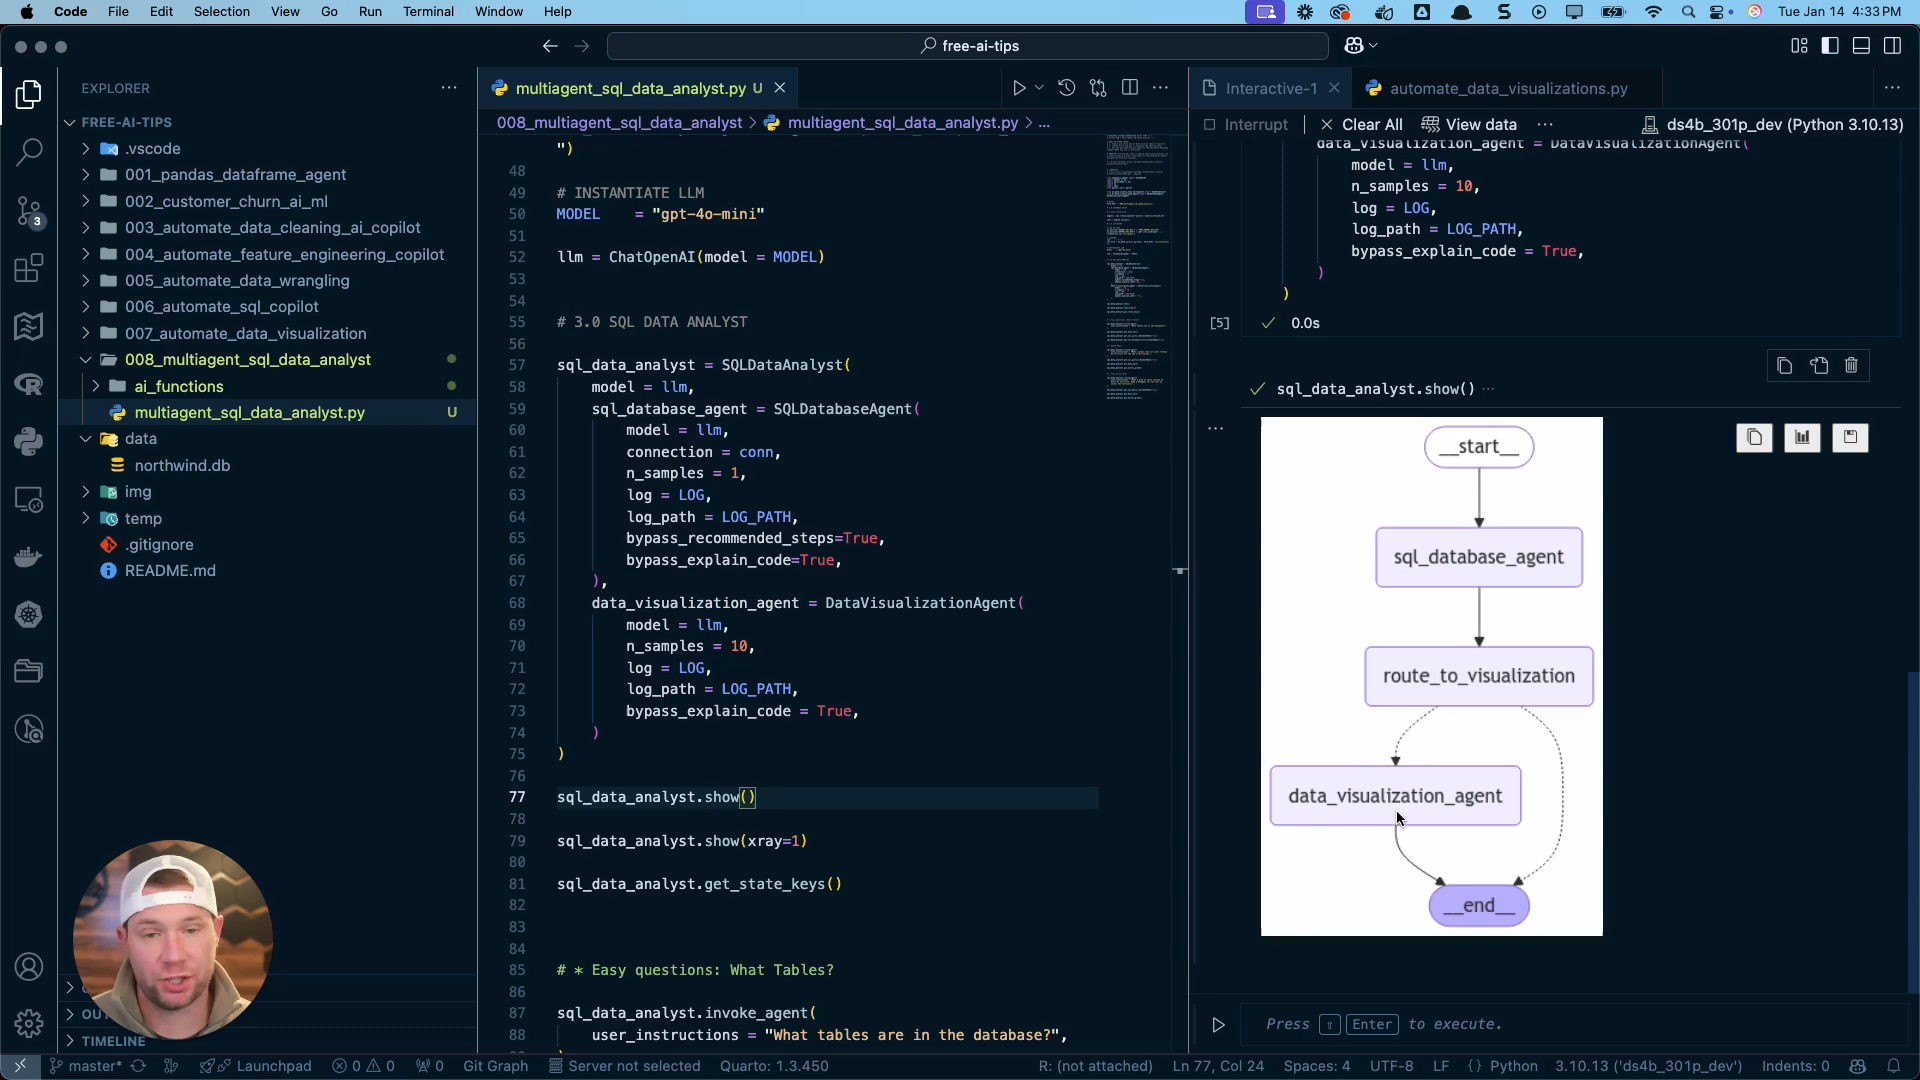 Code File Edit Selection View Go Run Terminal Window Help
Tue Jan 14 4:33 PM
free-ai-tips
EXPLORER
FREE-AI-TIPS
.vscode
001_pandas_dataframe_agent
002_customer_churn_ai_ml
003_automate_data_cleaning_ai_copilot
004_automate_feature_engineering_copilot
005_automate_data_wrangling
006_automate_sql_copilot
007_automate_data_visualization
008_multiagent_sql_data_analyst
ai_functions
multiagent_sql_data_analyst.py U
data
northwind.db
img
temp
.gitignore
README.md
OUT
TIMELINE
3
multiagent_sql_data_analyst.py U
008_multiagent_sql_data_analyst > multiagent_sql_data_analyst.py > ...
")
48
49 # INSTANTIATE LLM
50 MODEL = "gpt-4o-mini"
51
52 llm = ChatOpenAI(model = MODEL)
53
54
55 # 3.0 SQL DATA ANALYST
56
57 sql_data_analyst = SQLDataAnalyst(
58 model = llm,
59 sql_database_agent = SQLDatabaseAgent(
60 model = llm,
61 connection = conn,
62 n_samples = 1,
63 log = LOG,
64 log_path = LOG_PATH,
65 bypass_recommended_steps=True,
66 bypass_explain_code=True,
67 ),
68 data_visualization_agent = DataVisualizationAgent(
69 model = llm,
70 n_samples = 10,
71 log = LOG,
72 log_path = LOG_PATH,
73 bypass_explain_code = True,
74 )
75 )
76
77 sql_data_analyst.show()
78
79 sql_data_analyst.show(xray=1)
80
81 sql_data_analyst.get_state_keys()
82
83
84
85 # * Easy questions: What Tables?
86
87 sql_data_analyst.invoke_agent(
88 user_instructions = "What tables are in the database?",
Interactive-1
automate_data_visualizations.py
Interrupt | Clear All View data ... ds4b_301p_dev (Python 3.10.13)
data_visualization_agent = DataVisualizationAgent(
model = llm,
n_samples = 10,
log = LOG,
log_path = LOG_PATH,
bypass_explain_code = True,
)
)
[5] 0.0s
sql_data_analyst.show() ...
__start__
sql_database_agent
route_to_visualization
data_visualization_agent
__end__
Press ⇧ Enter to execute.
master* Launchpad 0 0 0 Git Graph Server not selected Quarto: 1.3.450
R: (not attached) Ln 77, Col 24 Spaces: 4 UTF-8 LF {} Python 3.10.13 ('ds4b_301p_dev') Indents: 0